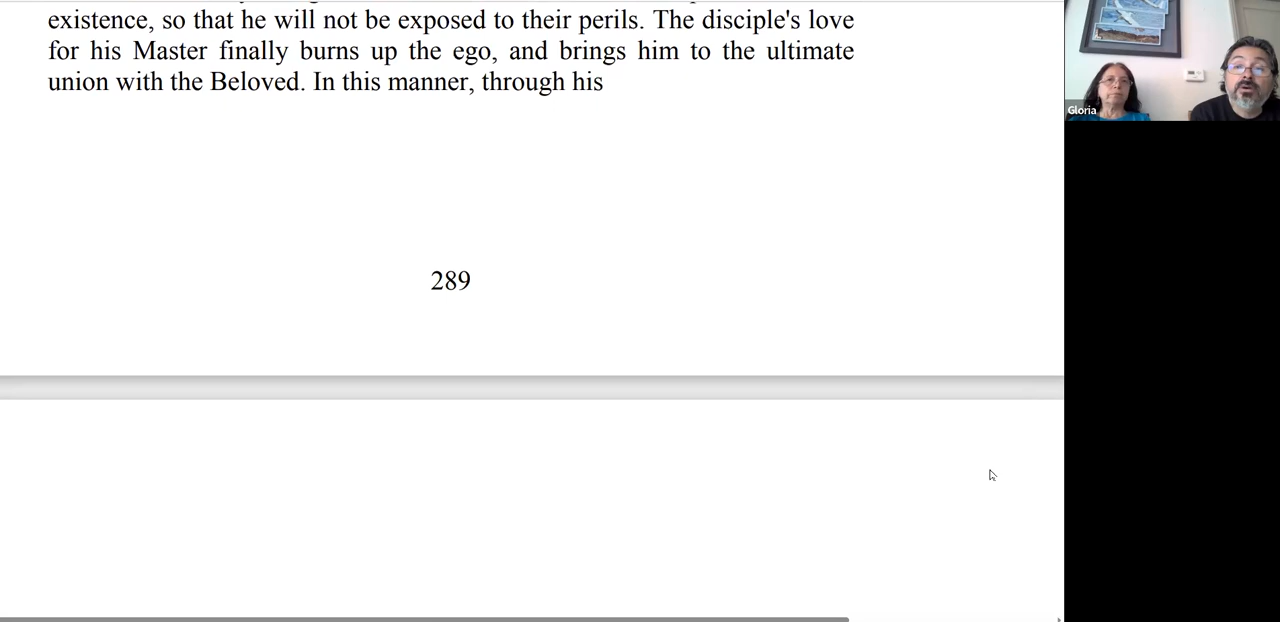 existence, so that he will not be exposed to their perils. The disciple's love
for his Master finally burns up the ego, and brings him to the ultimate
union with the Beloved. In this manner, through his
289
Gloria